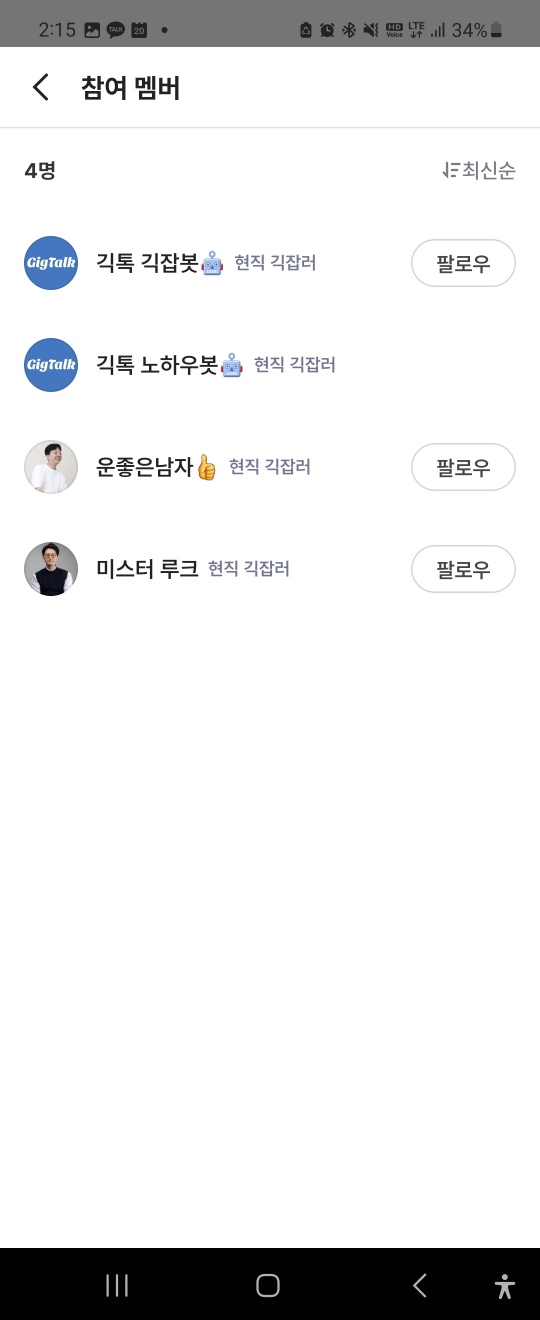 2:15 TALK 20 HD Voice LTE 34%
참여 멤버
4명 최신순
GigTalk 긱톡 긱잡봇🤖 현직 긱잡러 팔로우
GigTalk 긱톡 노하우봇🤖 현직 긱잡러
운좋은남자👍 현직 긱잡러 팔로우
미스터 루크 현직 긱잡러 팔로우